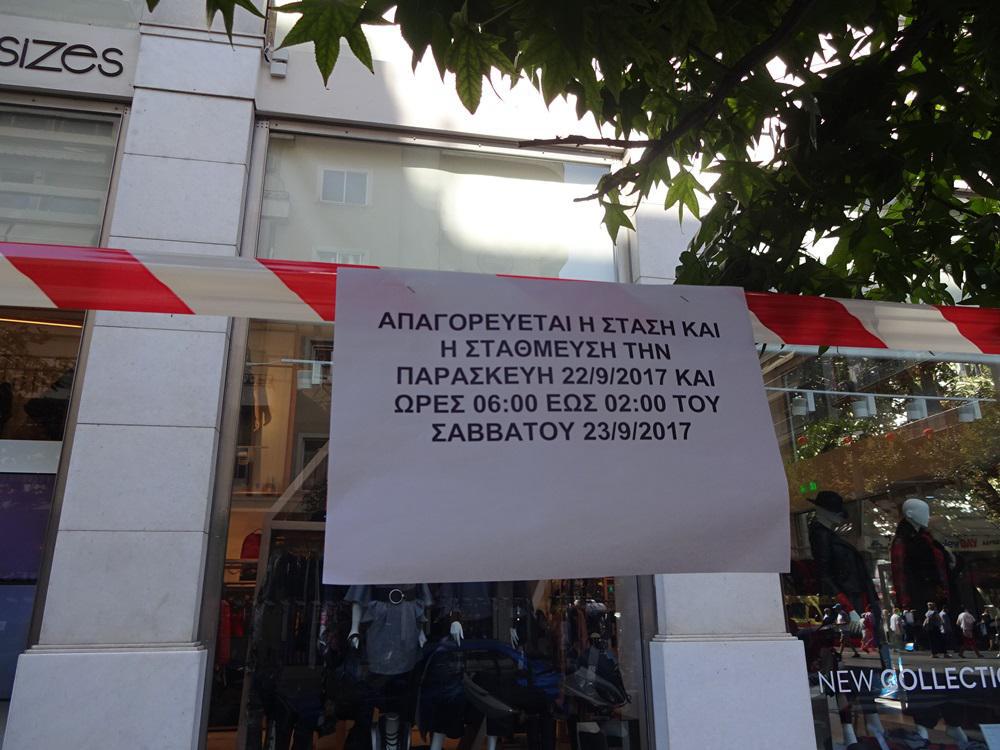 sizes
ΑΠΑΓΟΡΕΥΕΤΑΙ Η ΣΤΑΣΗ ΚΑΙ
Η ΣΤΑΘΜΕΥΣΗ ΤΗΝ
ΠΑΡΑΣΚΕΥΗ 22/9/2017 ΚΑΙ
ΩΡΕΣ 06:00 ΕΩΣ 02:00 ΤΟΥ
ΣΑΒΒΑΤΟΥ 23/9/2017
NEW COLLECTIO